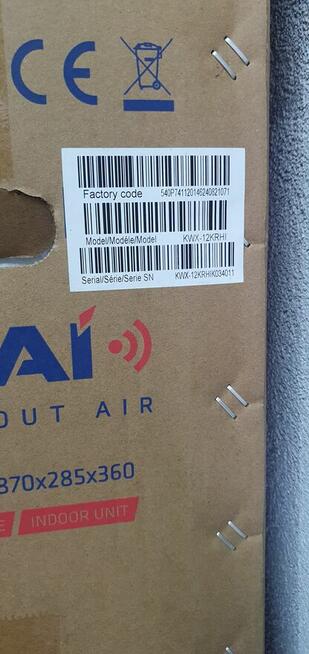 CE
Factory code 540P741120146240821071
Model/Modèle/Model KWX-12KRHI
Serial/Série/Serie SN KWX-12KRHIK034011
AI
OUT AIR
870x285x360
INDOOR UNIT